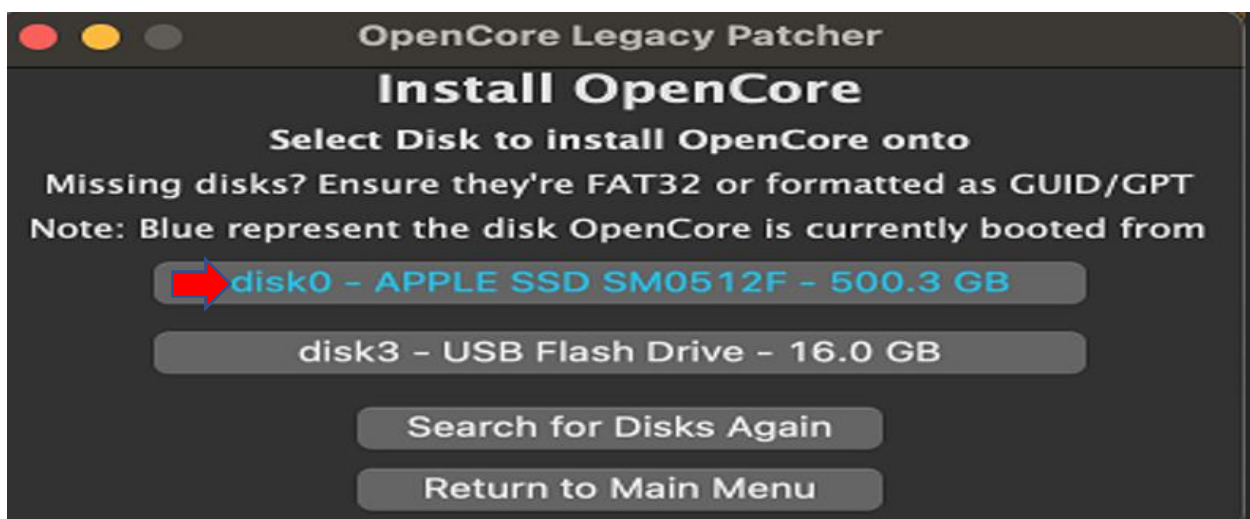 OpenCore Legacy Patcher
Install OpenCore
Select Disk to install OpenCore onto
Missing disks? Ensure they're FAT32 or formatted as GUID/GPT
Note: Blue represent the disk OpenCore is currently booted from
disk0 - APPLE SSD SM0512F - 500.3 GB
disk3 - USB Flash Drive - 16.0 GB
Search for Disks Again
Return to Main Menu